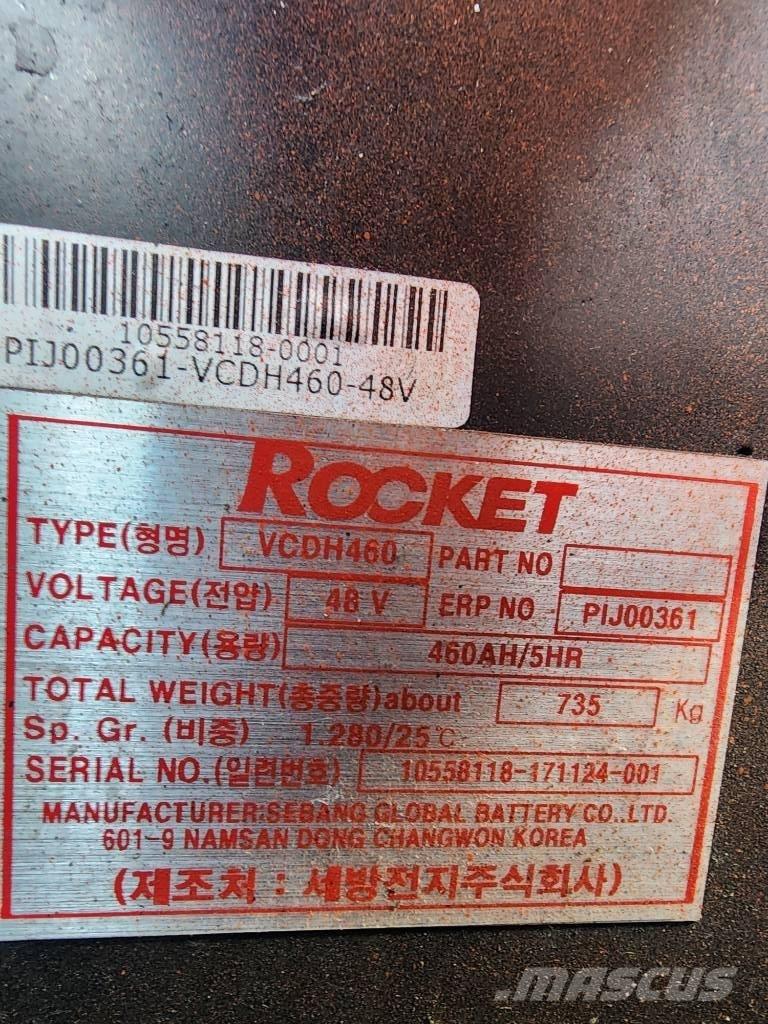 10558118-0001
PIJ00361-VCDH460-48V
ROCKET
TYPE(형명) VCDH460 PART NO
VOLTAGE(전압) 48 V ERP NO PIJ00361
CAPACITY(용량) 460AH/5HR
TOTAL WEIGHT(총중량)about 735 Kg
Sp. Gr. (비중) 1.280/25℃
SERIAL NO.(일련번호) 10558118-171124-001
MANUFACTURER:SEBANG GLOBAL BATTERY CO.,LTD.
601-9 NAMSAN DONG CHANGWON KOREA
(제조처 : 세방전지주식회사)
MASCUS